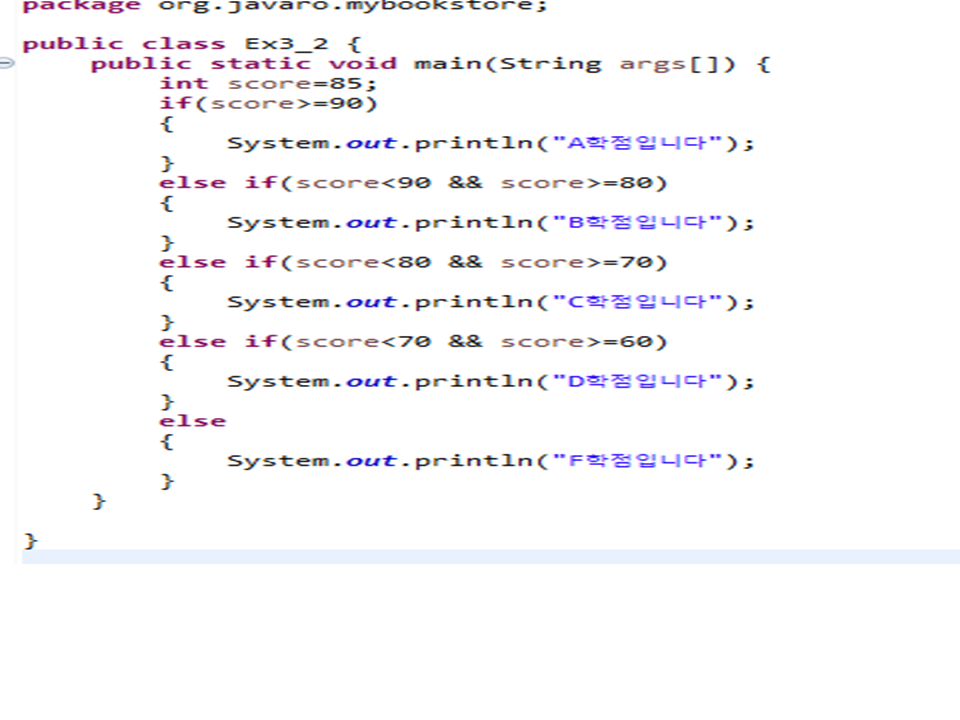 package org.javaro.mybookstore;
public class Ex3_2 {
public static void main(String args[]) {
int score=85;
if(score>=90)
{
System.out.println("A학점입니다");
}
else if(score<90 && score>=80)
{
System.out.println("B학점입니다");
}
else if(score<80 && score>=70)
{
System.out.println("C학점입니다");
}
else if(score<70 && score>=60)
{
System.out.println("D학점입니다");
}
else
{
System.out.println("F학점입니다");
}
}
}